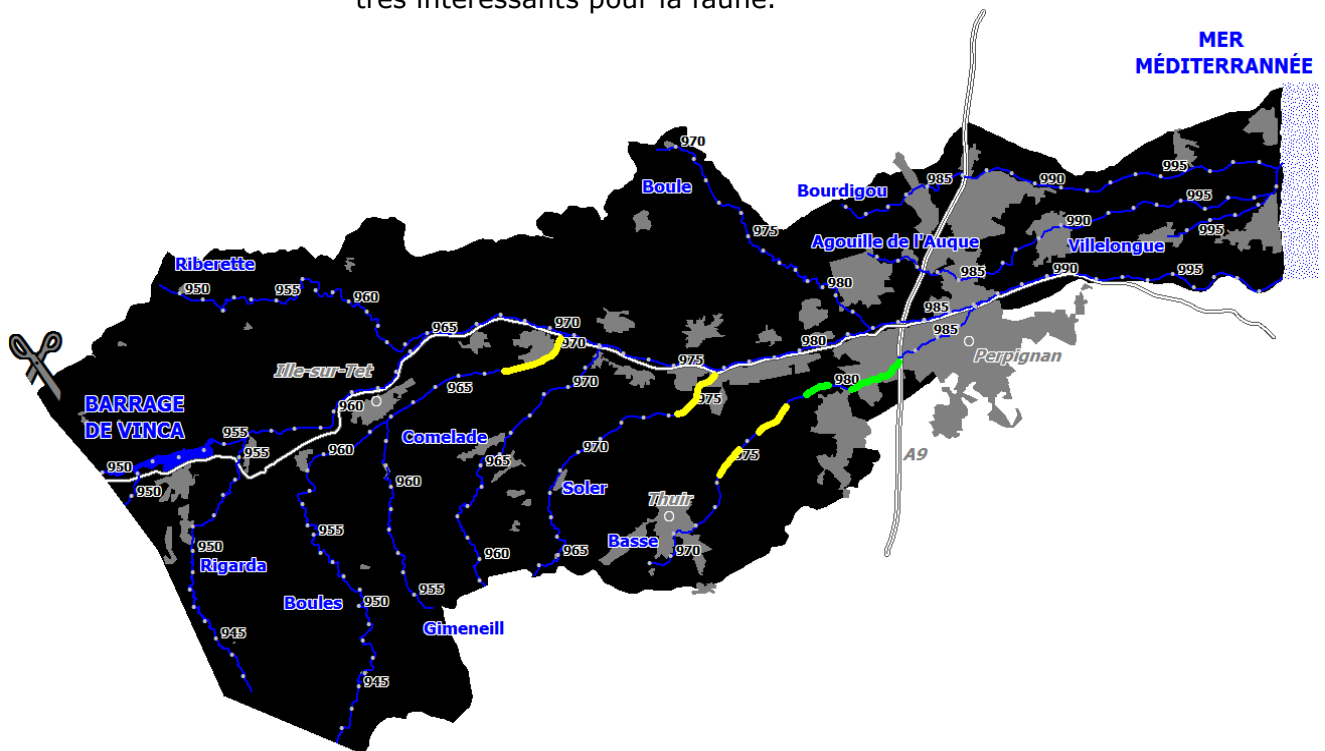 très intéressants pour la faune.
MER
MÉDITERRANNÉE
970
Boule
995
985
990
Bourdigou
995
975
990
Agouille de l'Auque
Villelongue
995
Riberette
985
990
995
950
955
980
960
985
965
970
985
980
970
Perpignan
975
Ille-sur-Tet
965
970
980
960
975
BARRAGE
DE VINCA
955
Comelade
960
970
955
975
A9
965
950
950
960
Soler
Thuir
955
Basse
950
965
970
Rigarda
960
955
Boules
950
Gimeneill
945
945